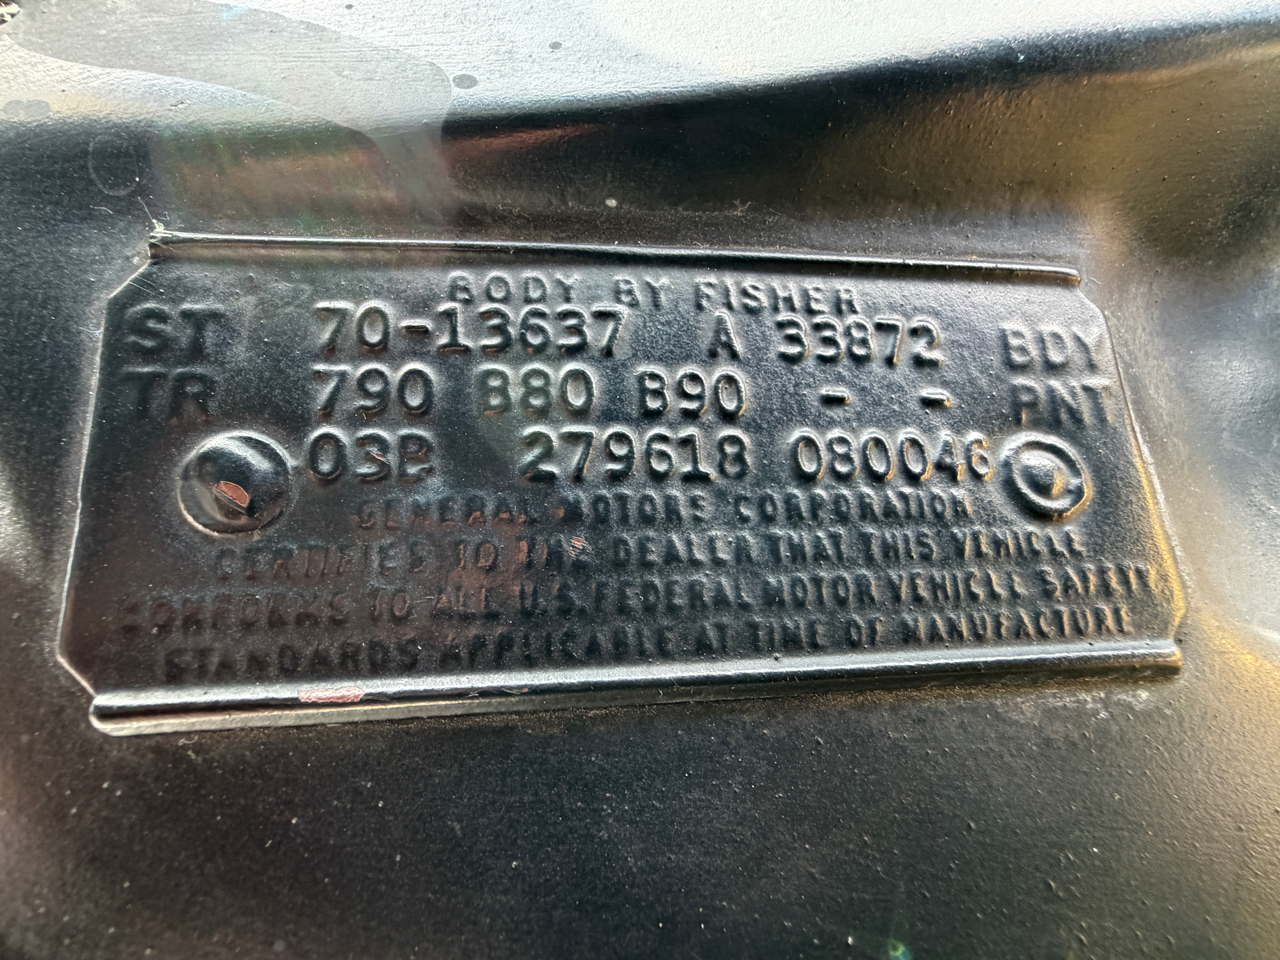 BODY BY FISHER
ST 70-13637 A 33872 BDY
TR 790 B80 B90 - - PNT
03B 279618 080046
GENERAL MOTORS CORPORATION
CERTIFIES TO THE DEALER THAT THIS VEHICLE
CONFORMS TO ALL U.S. FEDERAL MOTOR VEHICLE SAFETY
STANDARDS APPLICABLE AT TIME OF MANUFACTURE